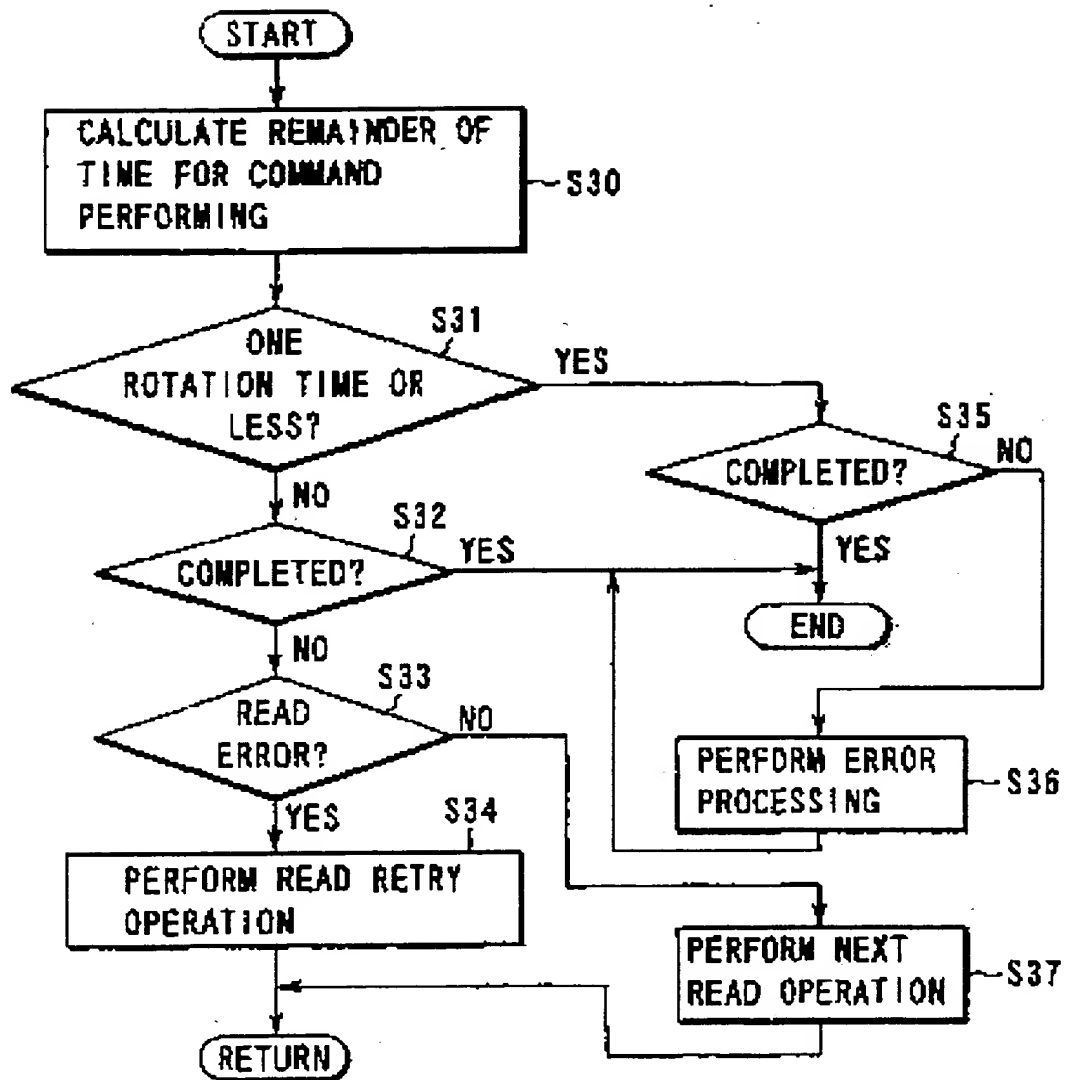 START
CALCULATE REMAINDER OF
TIME FOR COMMAND
PERFORMING
S30
ONE
ROTATION TIME OR
LESS?
S31
YES
NO
COMPLETED?
S35
NO
YES
COMPLETED?
S32
YES
NO
END
READ
ERROR?
S33
NO
YES
PERFORM ERROR
PROCESSING
S36
PERFORM READ RETRY
OPERATION
S34
PERFORM NEXT
READ OPERATION
S37
RETURN